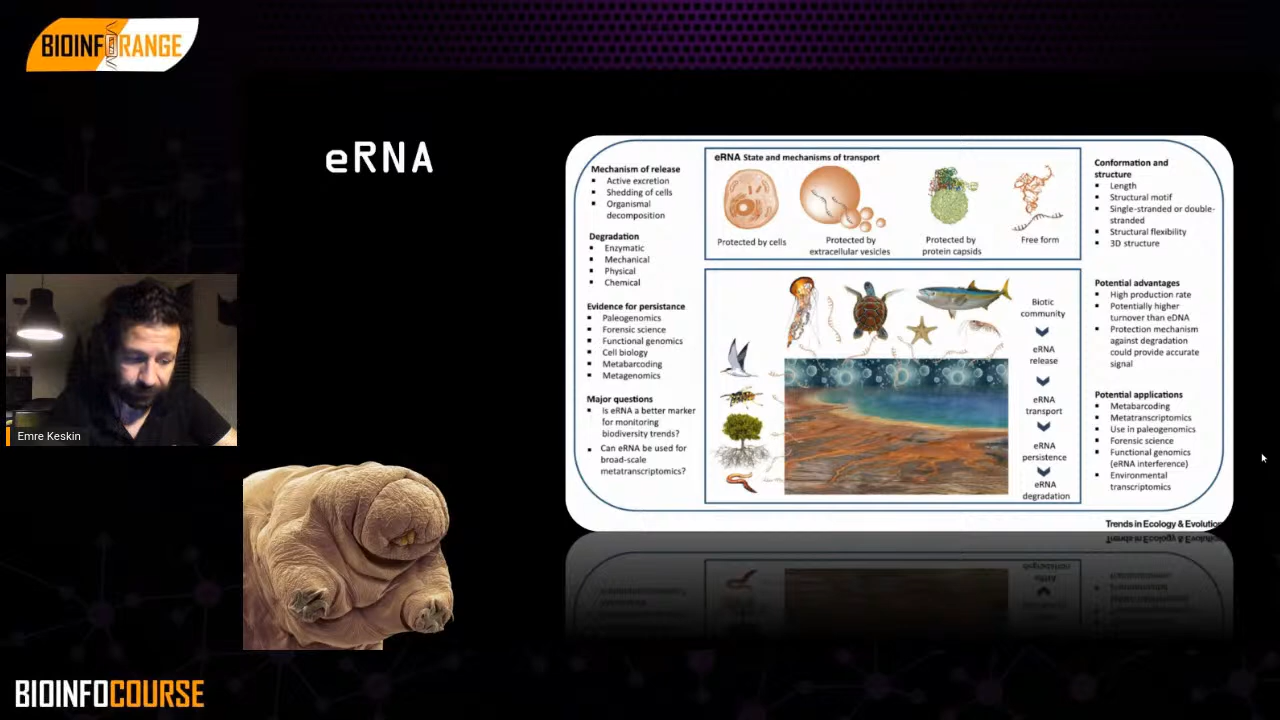 BIOINFORANGE
eRNA
Mechanism of release
▪ Active excretion
▪ Shedding of cells
▪ Organismal
decomposition
Degradation
▪ Enzymatic
▪ Mechanical
▪ Physical
▪ Chemical
Evidence for persistance
▪ Paleogenomics
▪ Forensic science
▪ Functional genomics
▪ Cell biology
▪ Metabarcoding
▪ Metagenomics
Major questions
▪ Is eRNA a better marker
for monitoring
biodiversity trends?
▪ Can eRNA be used for
broad-scale
metatranscriptomics?
eRNA State and mechanisms of transport
Protected by cells
Protected by
extracellular vesicles
Protected by
protein capsids
Free form
Biotic
community
eRNA
release
eRNA
transport
eRNA
persistence
eRNA
degradation
Conformation and
structure
▪ Length
▪ Structural motif
▪ Single-stranded or double-
stranded
▪ Structural flexibility
▪ 3D structure
Potential advantages
▪ High production rate
▪ Potentially higher
turnover than eDNA
▪ Protection mechanism
against degradation
could provide accurate
signal
Potential applications
▪ Metabarcoding
▪ Metatranscriptomics
▪ Use in paleogenomics
▪ Forensic science
▪ Functional genomics
(eRNA interference)
▪ Environmental
transcriptomics
Trends in Ecology & Evolution
Emre Keskin
BIOINFOCOURSE